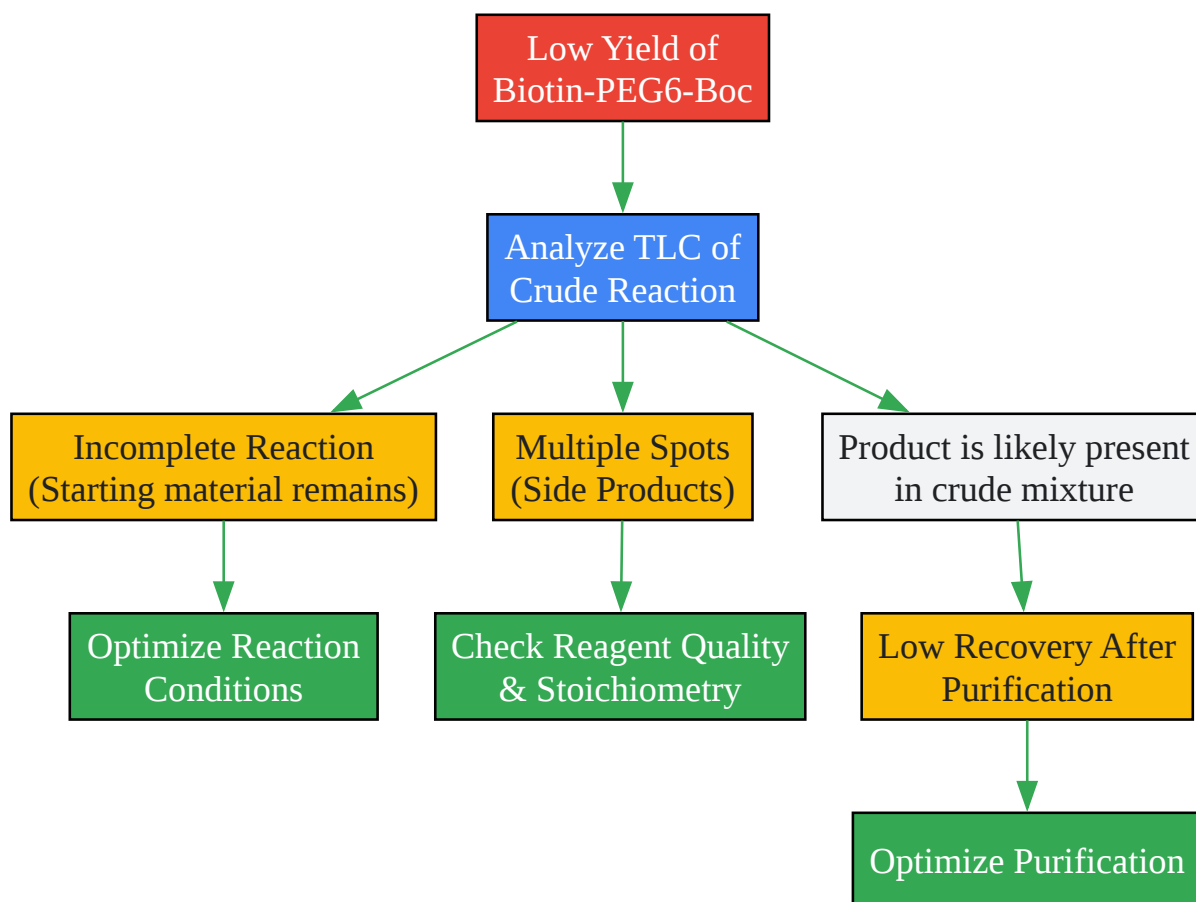 Low Yield of
Biotin-PEG6-Boc
Analyze TLC of
Crude Reaction
Incomplete Reaction
(Starting material remains)
Multiple Spots
(Side Products)
Product is likely present
in crude mixture
Optimize Reaction
Conditions
Check Reagent Quality
& Stoichiometry
Low Recovery After
Purification
Optimize Purification